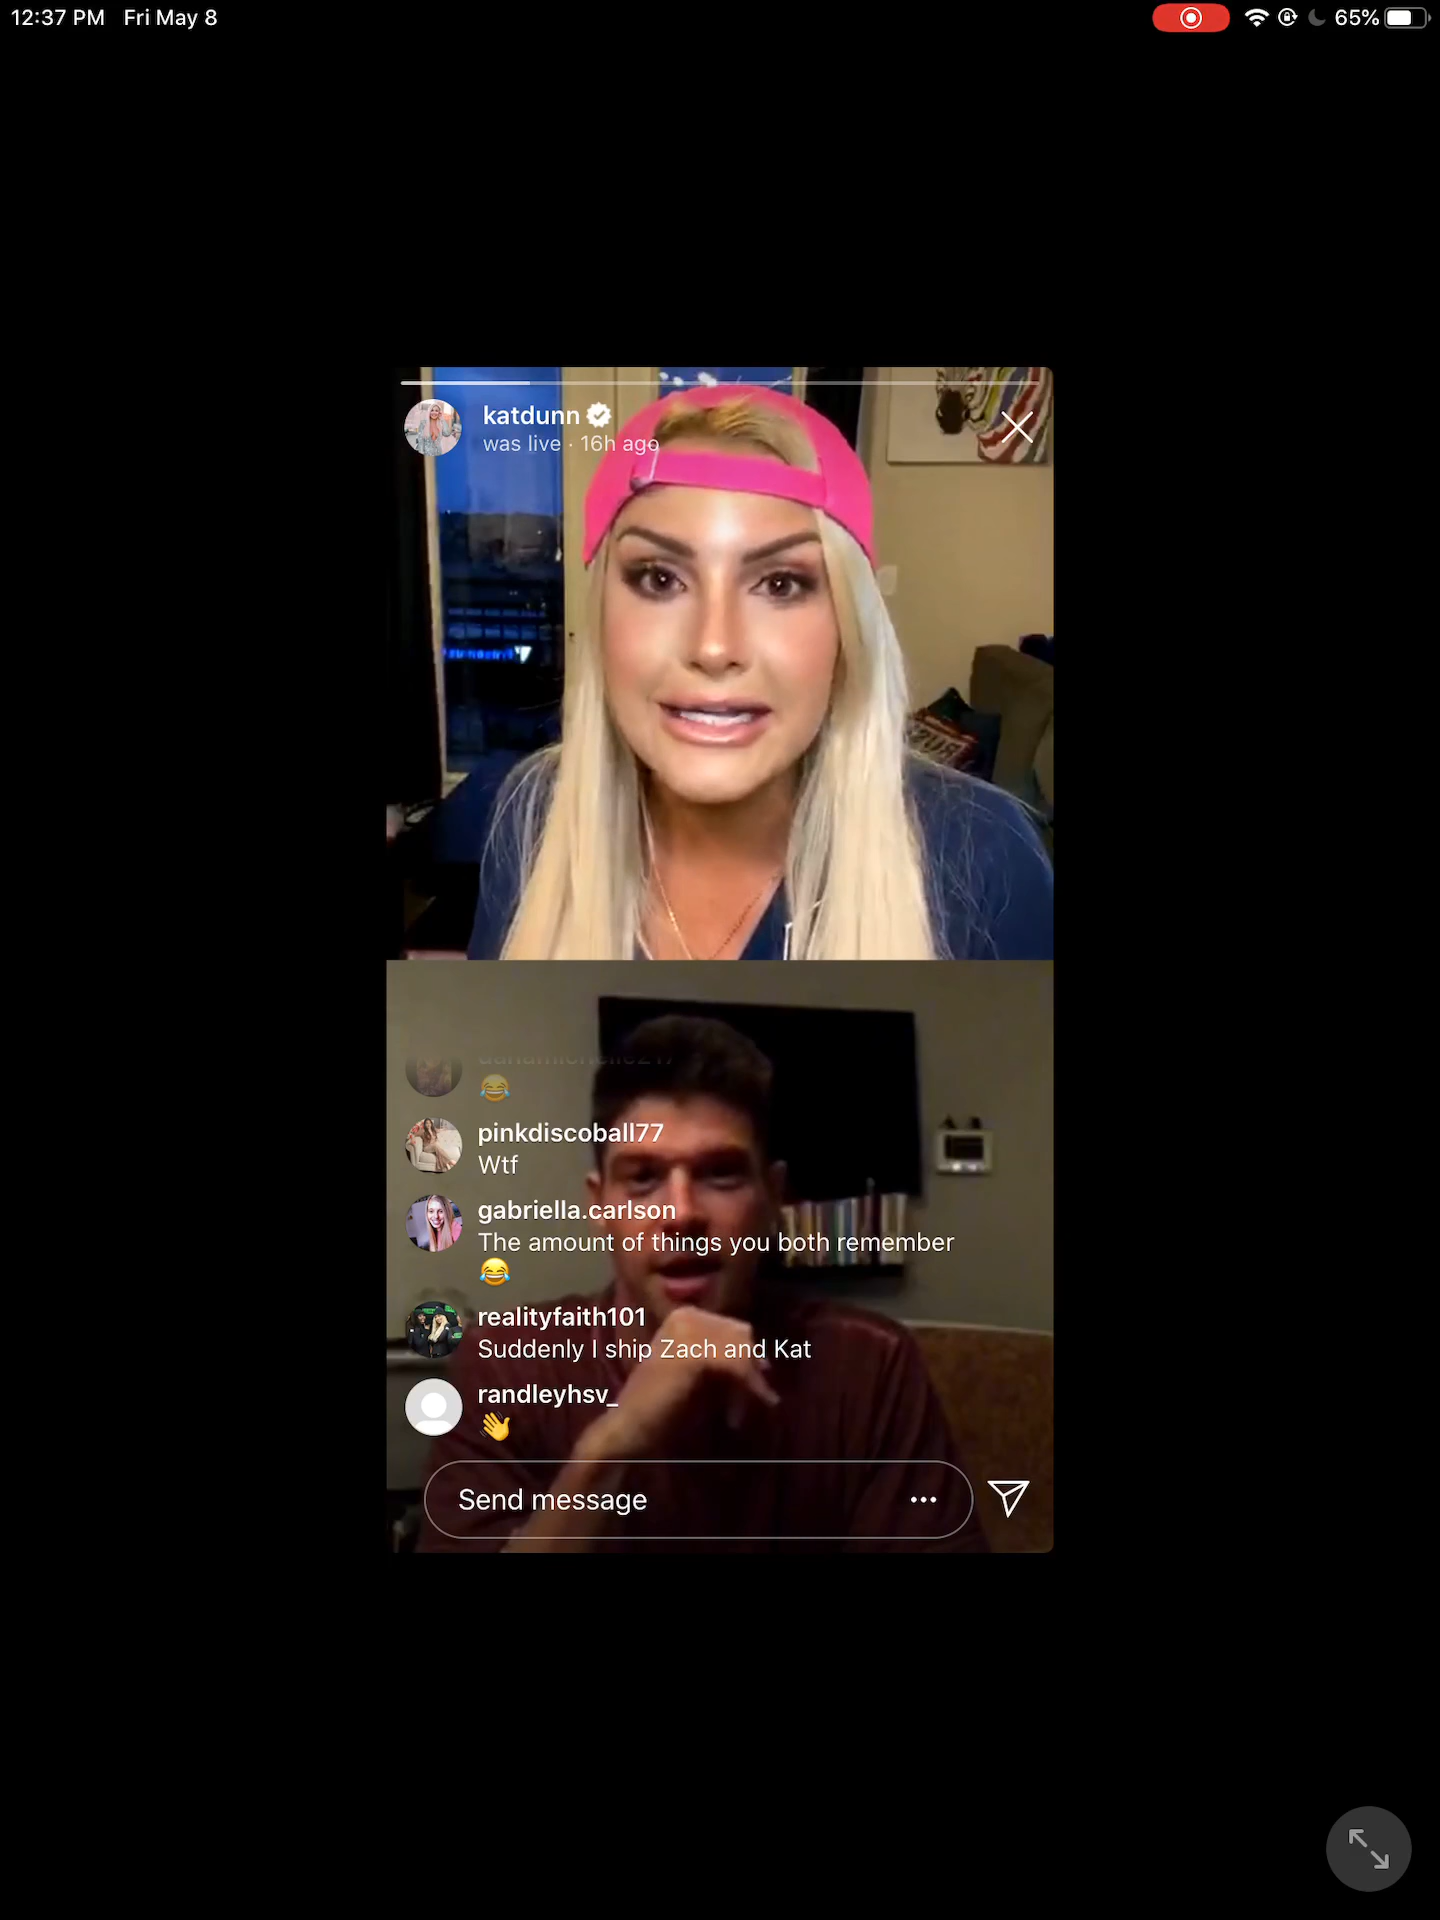 12:37 PM Fri May 8
65%
katdunn
was live · 16h ago
😂
pinkdiscoball77
Wtf
gabriella.carlson
The amount of things you both remember
😂
realityfaith101
Suddenly I ship Zach and Kat
randleyhsv_
👋
Send message